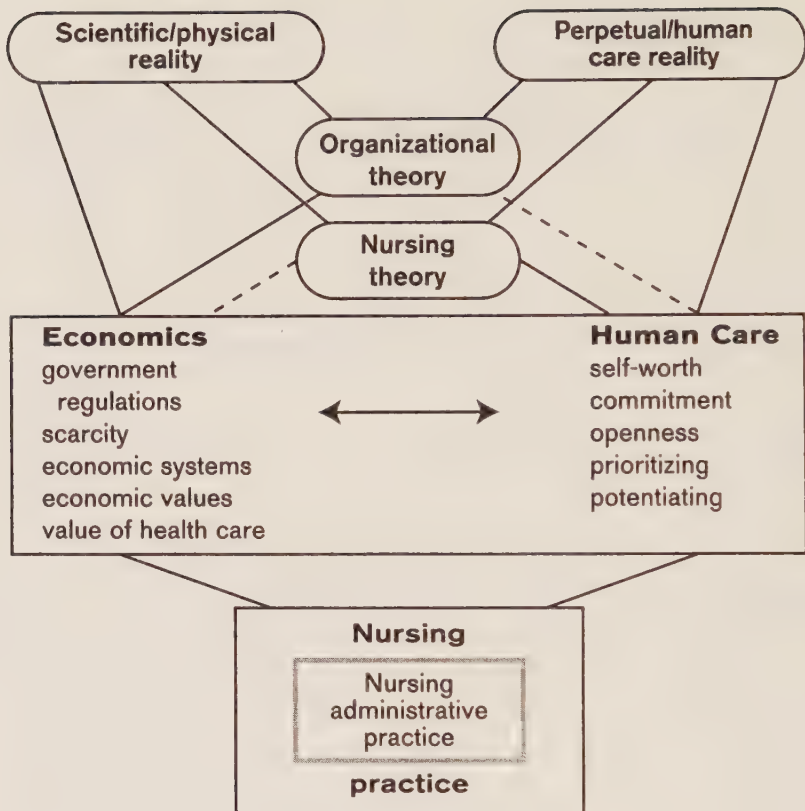 Scientific/physical
reality
Perpetual/human
care reality
Organizational
theory
Nursing
theory
Economics
government
regulations
scarcity
economic systems
economic values
value of health care
Human Care
self-worth
commitment
openness
prioritizing
potentiating
Nursing
Nursing
administrative
practice
practice